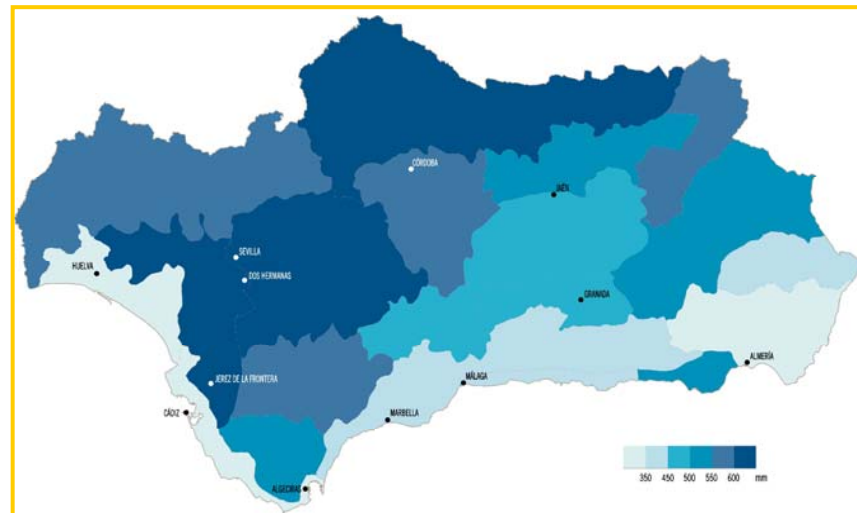 CÓRDOBA
JAÉN
SEVILLA
HUELVA
DOS HERMANAS
GRANADA
ALMERÍA
JEREZ DE LA FRONTERA
MÁLAGA
CÁDIZ
MARBELLA
ALGECIRAS
350 450 500 550 600 mm